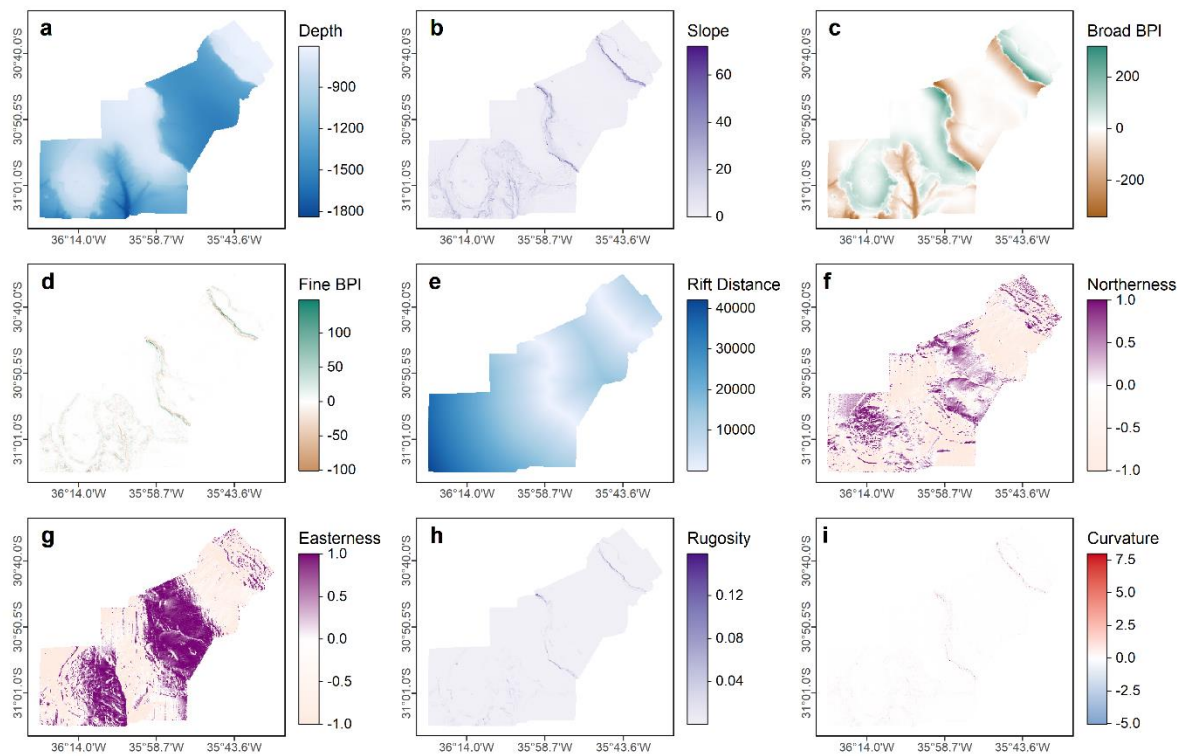 a
Depth
-900
-1200
-1500
-1800
30°40.0'S
30°50.5'S
31°01.0'S
36°14.0'W
35°58.7'W
35°43.6'W
b
Slope
60
40
20
0
30°40.0'S
30°50.5'S
31°01.0'S
36°14.0'W
35°58.7'W
35°43.6'W
c
Broad BPI
200
0
-200
30°40.0'S
30°50.5'S
31°01.0'S
36°14.0'W
35°58.7'W
35°43.6'W
d
Fine BPI
100
50
0
-50
-100
30°40.0'S
30°50.5'S
31°01.0'S
36°14.0'W
35°58.7'W
35°43.6'W
e
Rift Distance
40000
30000
20000
10000
30°40.0'S
30°50.5'S
31°01.0'S
36°14.0'W
35°58.7'W
35°43.6'W
f
Northerness
1.0
0.5
0.0
-0.5
-1.0
30°40.0'S
30°50.5'S
31°01.0'S
36°14.0'W
35°58.7'W
35°43.6'W
g
Easterness
1.0
0.5
0.0
-0.5
-1.0
30°40.0'S
30°50.5'S
31°01.0'S
36°14.0'W
35°58.7'W
35°43.6'W
h
Rugosity
0.12
0.08
0.04
30°40.0'S
30°50.5'S
31°01.0'S
36°14.0'W
35°58.7'W
35°43.6'W
i
Curvature
7.5
5.0
2.5
0.0
-2.5
-5.0
30°40.0'S
30°50.5'S
31°01.0'S
36°14.0'W
35°58.7'W
35°43.6'W